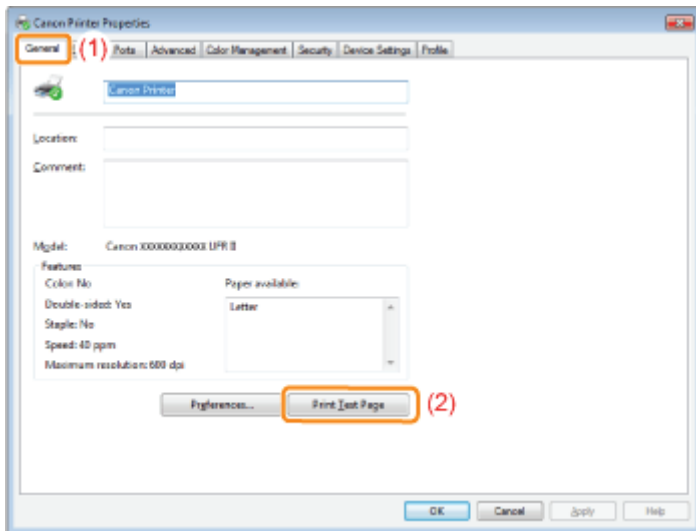 Canon Printer Properties
General (1) Ports Advanced Color Management Security Device Settings Profile
Canon Printer
Location:
Comment:
Model: Canon XXXXXXXXXXX UFR II
Features
Color: No Paper available:
Double-sided: Yes Letter
Staple: No
Speed: 40 ppm
Maximum resolution: 600 dpi
Preferences... Print Test Page (2)
OK Cancel Apply Help